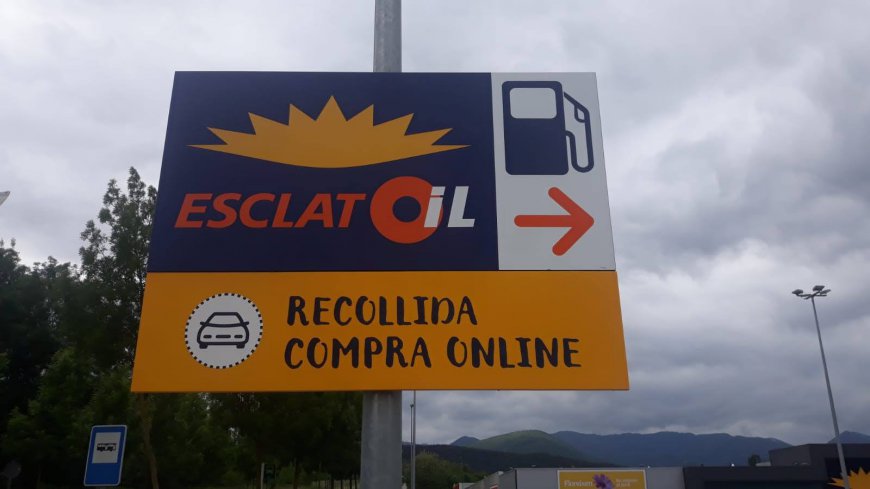 ESCLATOiL
RECOLLIDA
COMPRA ONLINE